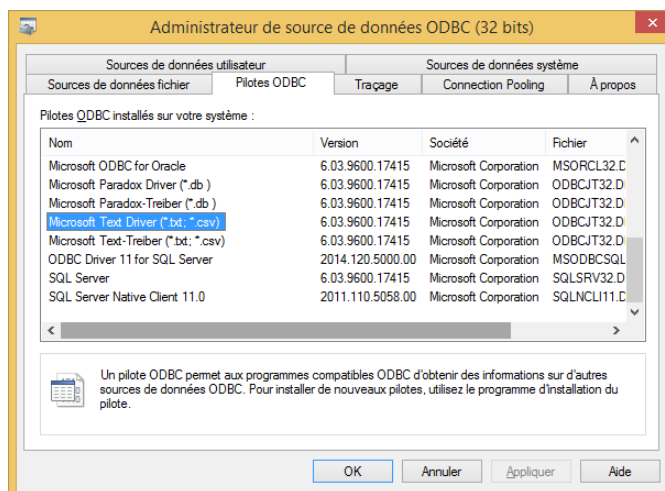 Administrateur de source de données ODBC (32 bits)
Sources de données utilisateur Sources de données système
Sources de données fichier Pilotes ODBC Traçage Connection Pooling À propos
Pilotes ODBC installés sur votre système :
Nom Version Société Fichier
Microsoft ODBC for Oracle 6.03.9600.17415 Microsoft Corporation MSORCL32.D
Microsoft Paradox Driver (*.db ) 6.03.9600.17415 Microsoft Corporation ODBCJT32.D
Microsoft Paradox-Treiber (*.db ) 6.03.9600.17415 Microsoft Corporation ODBCJT32.D
Microsoft Text Driver (*.txt; *.csv) 6.03.9600.17415 Microsoft Corporation ODBCJT32.D
Microsoft Text-Treiber (*.txt; *.csv) 6.03.9600.17415 Microsoft Corporation ODBCJT32.D
ODBC Driver 11 for SQL Server 2014.120.5000.00 Microsoft Corporation MSODBCSQL
SQL Server 6.03.9600.17415 Microsoft Corporation SQLSRV32.D
SQL Server Native Client 11.0 2011.110.5058.00 Microsoft Corporation SQLNCLI11.D
Un pilote ODBC permet aux programmes compatibles ODBC d'obtenir des informations sur d'autres
sources de données ODBC. Pour installer de nouveaux pilotes, utilisez le programme d'installation du
pilote.
OK Annuler Appliquer Aide